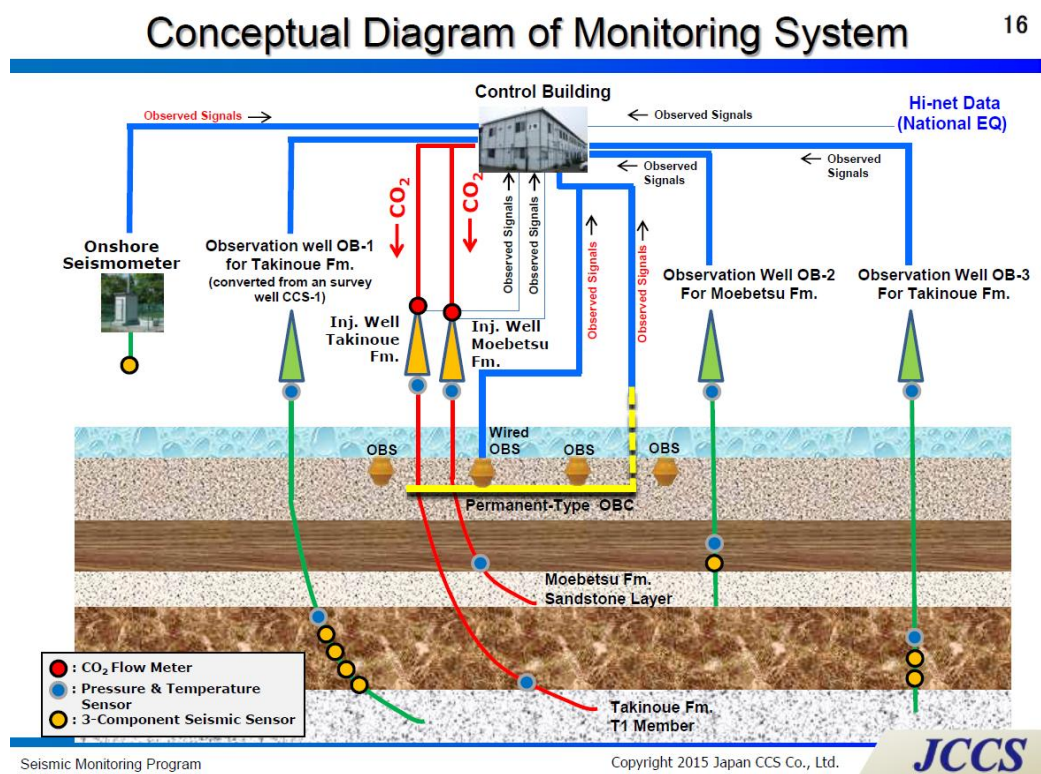 Conceptual Diagram of Monitoring System
16
Control Building
Observed Signals
Observed Signals
Hi-net Data
(National EQ)
Observed
Signals
Observed
Signals
CO2
CO2
Observed Signals
Observed Signals
Observed Signals
Observed Signals
Onshore
Seismometer
Observation well OB-1
for Takinoue Fm.
(converted from an survey
well CCS-1)
Inj. Well
Takinoue
Fm.
Inj. Well
Moebetsu
Fm.
Observation Well OB-2
For Moebetsu Fm.
Observation Well OB-3
For Takinoue Fm.
OBS
Wired
OBS
OBS
OBS
Permanent-Type OBC
Moebetsu Fm.
Sandstone Layer
Takinoue Fm.
T1 Member
: CO2 Flow Meter
: Pressure & Temperature
Sensor
: 3-Component Seismic Sensor
Seismic Monitoring Program
Copyright 2015 Japan CCS Co., Ltd.
JCCS